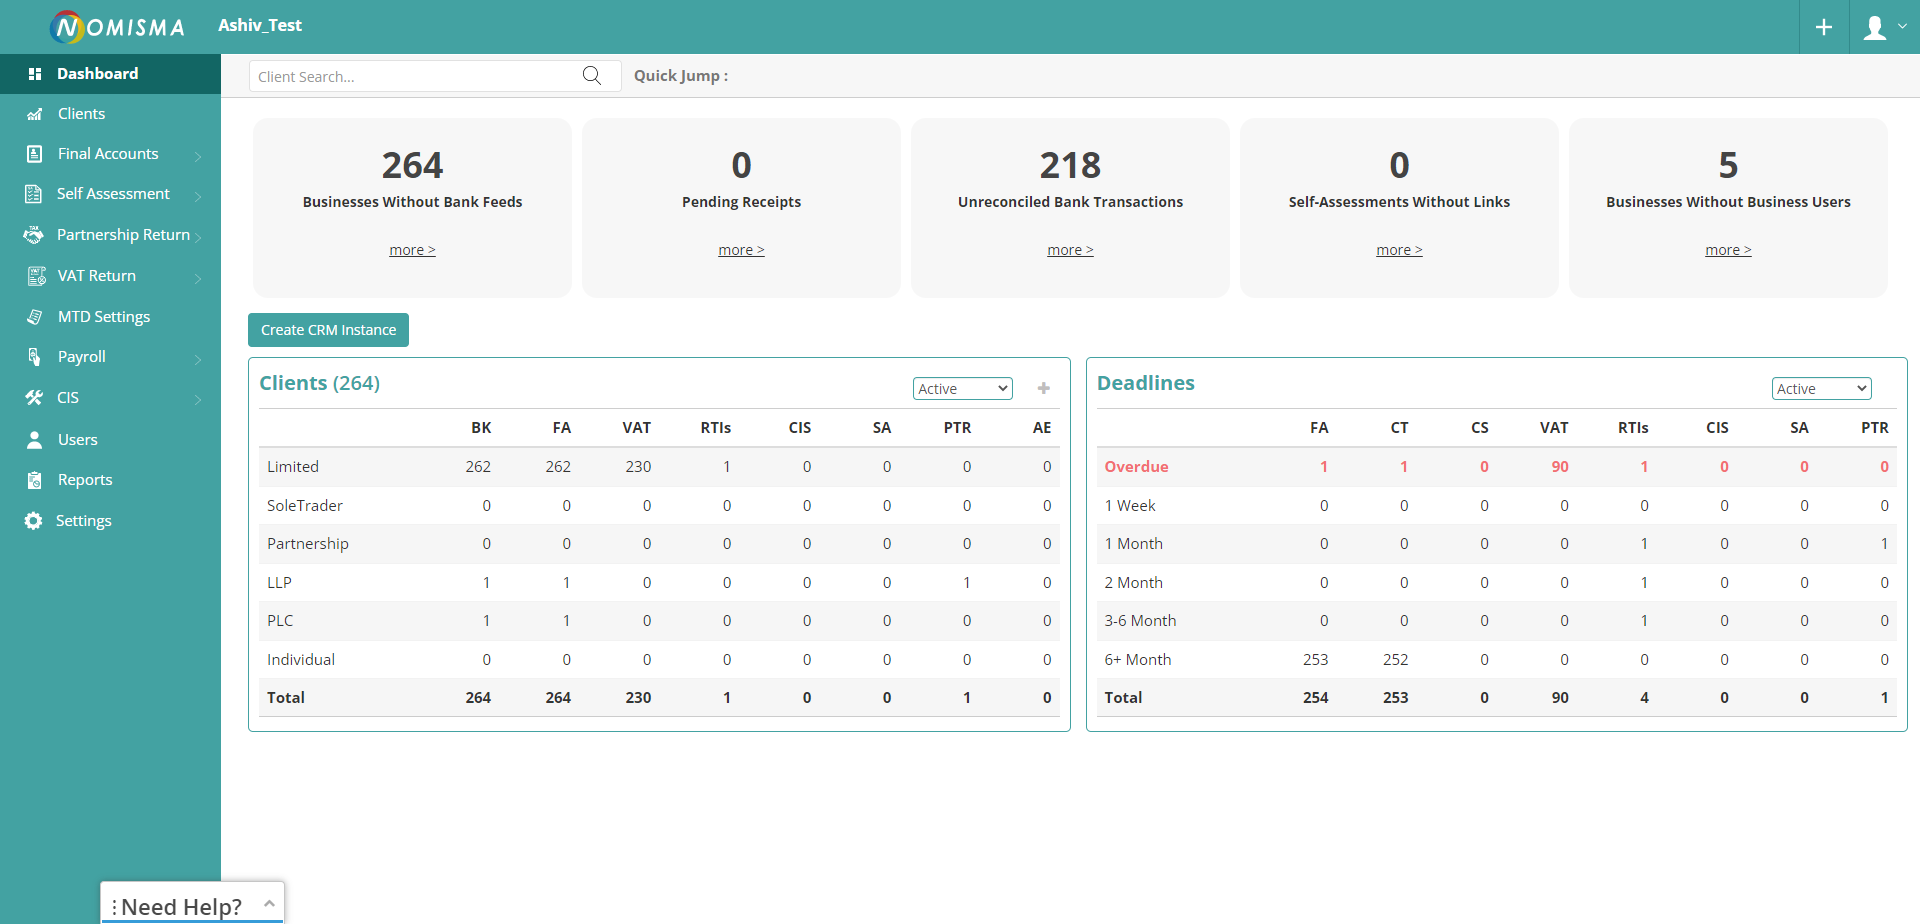 NOMISMA
Ashiv_Test
Dashboard
Clients
Final Accounts
Self Assessment
Partnership Return
VAT Return
MTD Settings
Payroll
CIS
Users
Reports
Settings
Client Search...
Quick Jump :
264
Businesses Without Bank Feeds
more >
0
Pending Receipts
more >
218
Unreconciled Bank Transactions
more >
0
Self-Assessments Without Links
more >
5
Businesses Without Business Users
more >
Create CRM Instance
Clients (264)
Active
BK FA VAT RTIs CIS SA PTR AE
Limited 262 262 230 1 0 0 0 0
SoleTrader 0 0 0 0 0 0 0 0
Partnership 0 0 0 0 0 0 0 0
LLP 1 1 0 0 0 0 1 0
PLC 1 1 0 0 0 0 0 0
Individual 0 0 0 0 0 0 0 0
Total 264 264 230 1 0 0 1 0
Deadlines
Active
FA CT CS VAT RTIs CIS SA PTR
Overdue 1 1 0 90 1 0 0 0
1 Week 0 0 0 0 0 0 0 0
1 Month 0 0 0 0 1 0 0 1
2 Month 0 0 0 0 1 0 0 0
3-6 Month 0 0 0 0 1 0 0 0
6+ Month 253 252 0 0 0 0 0 0
Total 254 253 0 90 4 0 0 1
Need Help?